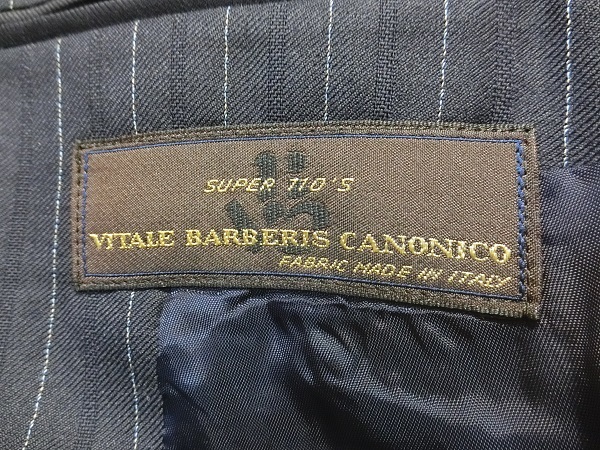 SUPER 110'S
VITALE BARBERIS CANONICO
FABRIC MADE IN ITALY